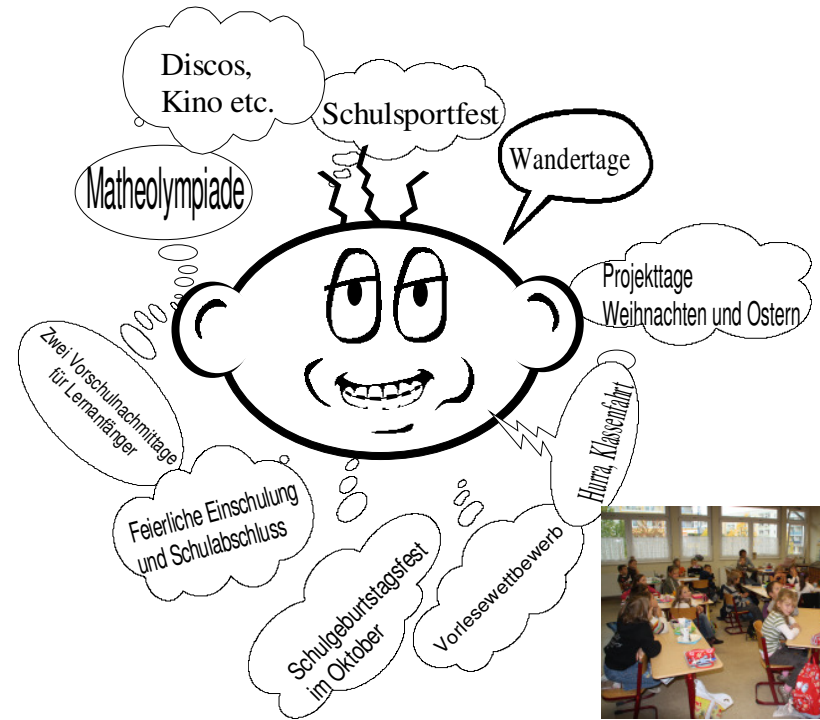 Discos,
Kino etc.
Schulsportfest
Wandertage
Matheolympiade
Projekttage
Weihnachten und Ostern
Zwei Vorschulnachmittage
für Lernanfänger
Hurra, Klassenfahrt
Feierliche Einschulung
und Schulabschluss
Schulgeburtstagsfest
im Oktober
Vorlesewettbewerb